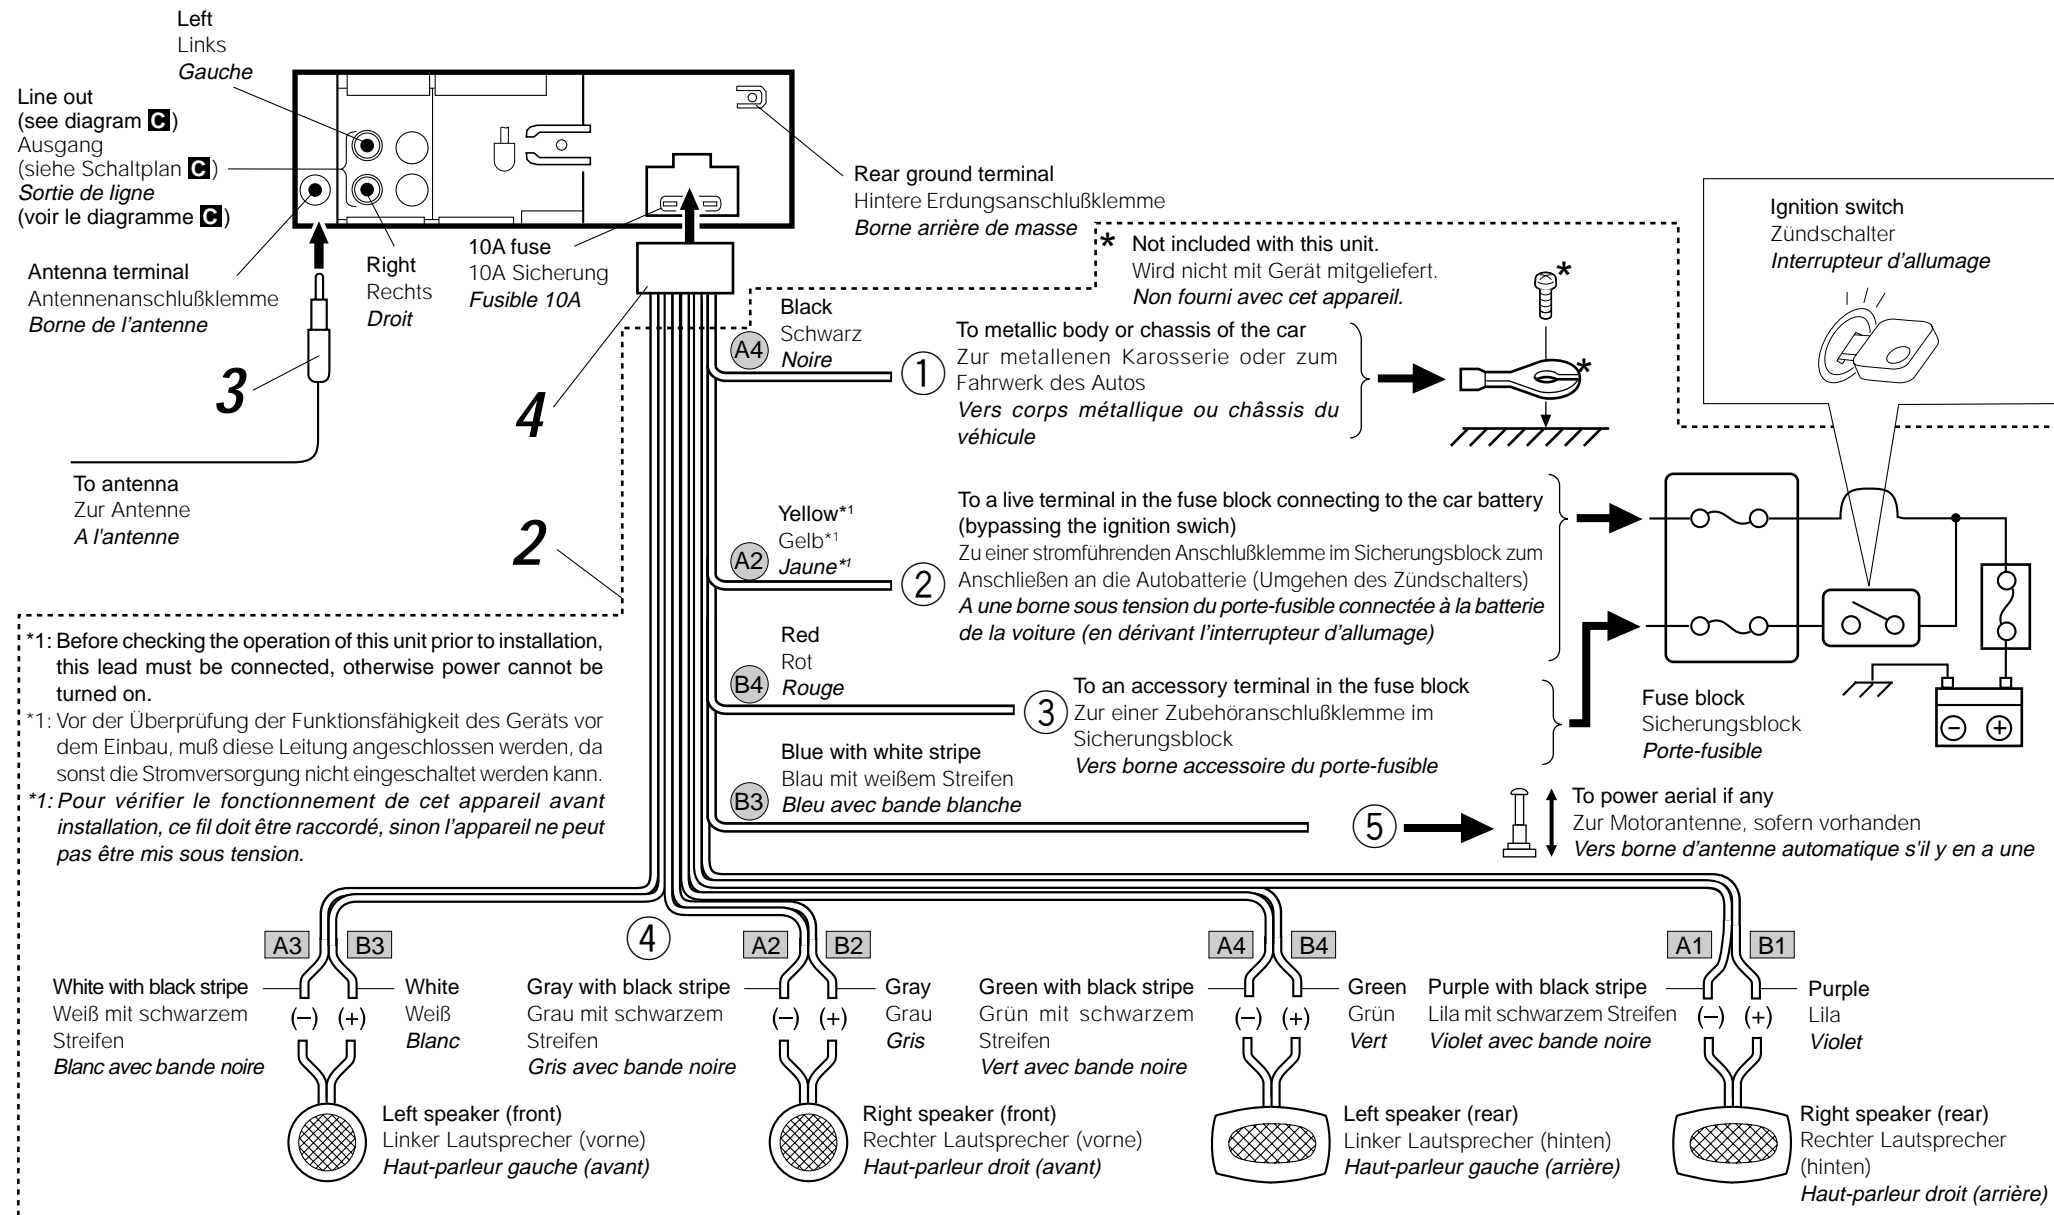 Left
Links
Gauche
Line out
(see diagram C)
Ausgang
(siehe Schaltplan C)
Sortie de ligne
(voir le diagramme C)
Antenna terminal
Antennenanschlußklemme
Borne de l'antenne
Right
Rechts
Droit
10A fuse
10A Sicherung
Fusible 10A
Rear ground terminal
Hintere Erdungsanschlußklemme
Borne arrière de masse
* Not included with this unit.
Wird nicht mit Gerät mitgeliefert.
Non fourni avec cet appareil.
*
*
Ignition switch
Zündschalter
Interrupteur d'allumage
3
4
2
To antenna
Zur Antenne
A l'antenne
A4
Black
Schwarz
Noire
1
To metallic body or chassis of the car
Zur metallenen Karosserie oder zum
Fahrwerk des Autos
Vers corps métallique ou châssis du
véhicule
A2
Yellow*1
Gelb*1
Jaune*1
2
To a live terminal in the fuse block connecting to the car battery
(bypassing the ignition swich)
Zu einer stromführenden Anschlußklemme im Sicherungsblock zum
Anschließen an die Autobatterie (Umgehen des Zündschalters)
A une borne sous tension du porte-fusible connectée à la batterie
de la voiture (en dérivant l'interrupteur d'allumage)
B4
Red
Rot
Rouge
3
To an accessory terminal in the fuse block
Zur einer Zubehöranschlußklemme im
Sicherungsblock
Vers borne accessoire du porte-fusible
Fuse block
Sicherungsblock
Porte-fusible
− +
B3
Blue with white stripe
Blau mit weißem Streifen
Bleu avec bande blanche
5
To power aerial if any
Zur Motorantenne, sofern vorhanden
Vers borne d'antenne automatique s'il y en a une
*1: Before checking the operation of this unit prior to installation,
this lead must be connected, otherwise power cannot be
turned on.
*1: Vor der Überprüfung der Funktionsfähigkeit des Geräts vor
dem Einbau, muß diese Leitung angeschlossen werden, da
sonst die Stromversorgung nicht eingeschaltet werden kann.
*1: Pour vérifier le fonctionnement de cet appareil avant
installation, ce fil doit être raccordé, sinon l'appareil ne peut
pas être mis sous tension.
4
A3 B3
White with black stripe
Weiß mit schwarzem
Streifen
Blanc avec bande noire
(−) (+)
White
Weiß
Blanc
Left speaker (front)
Linker Lautsprecher (vorne)
Haut-parleur gauche (avant)
A2 B2
Gray with black stripe
Grau mit schwarzem
Streifen
Gris avec bande noire
(−) (+)
Gray
Grau
Gris
Right speaker (front)
Rechter Lautsprecher (vorne)
Haut-parleur droit (avant)
A4 B4
Green with black stripe
Grün mit schwarzem
Streifen
Vert avec bande noire
(−) (+)
Green
Grün
Vert
Left speaker (rear)
Linker Lautsprecher (hinten)
Haut-parleur gauche (arrière)
A1 B1
Purple with black stripe
Lila mit schwarzem Streifen
Violet avec bande noire
(−) (+)
Purple
Lila
Violet
Right speaker (rear)
Rechter Lautsprecher
(hinten)
Haut-parleur droit (arrière)